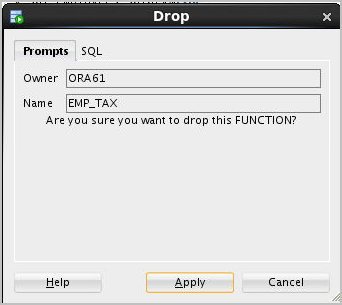 Drop
Prompts SQL
Owner ORA61
Name EMP_TAX
Are you sure you want to drop this FUNCTION?
Help Apply Cancel